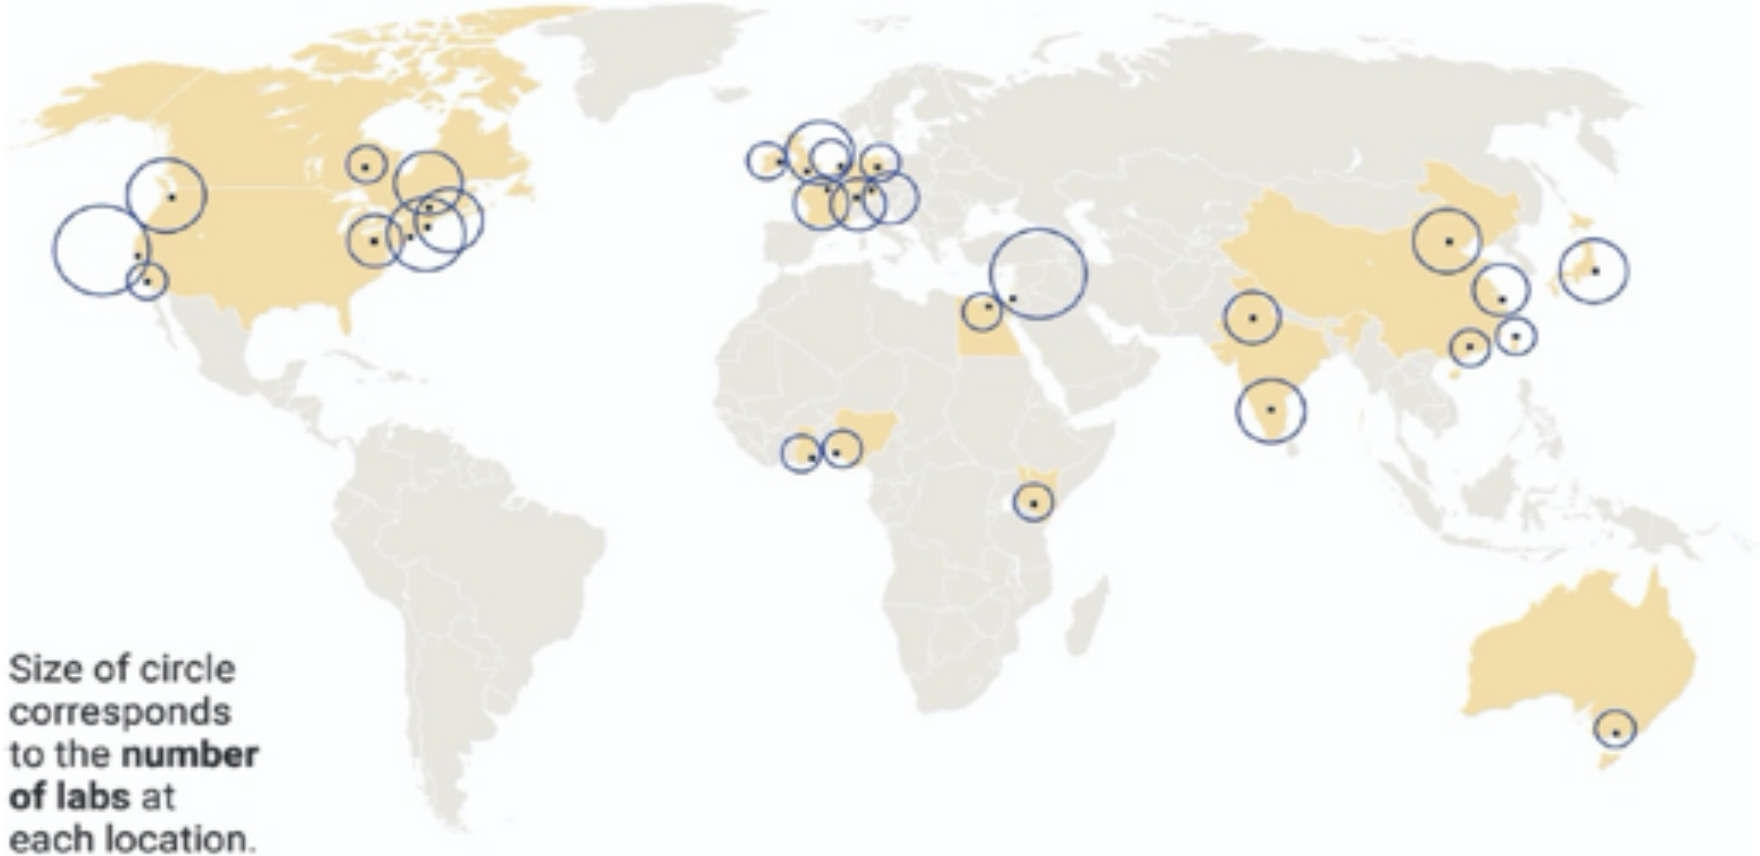 Size of circle
corresponds
to the number
of labs at
each location.